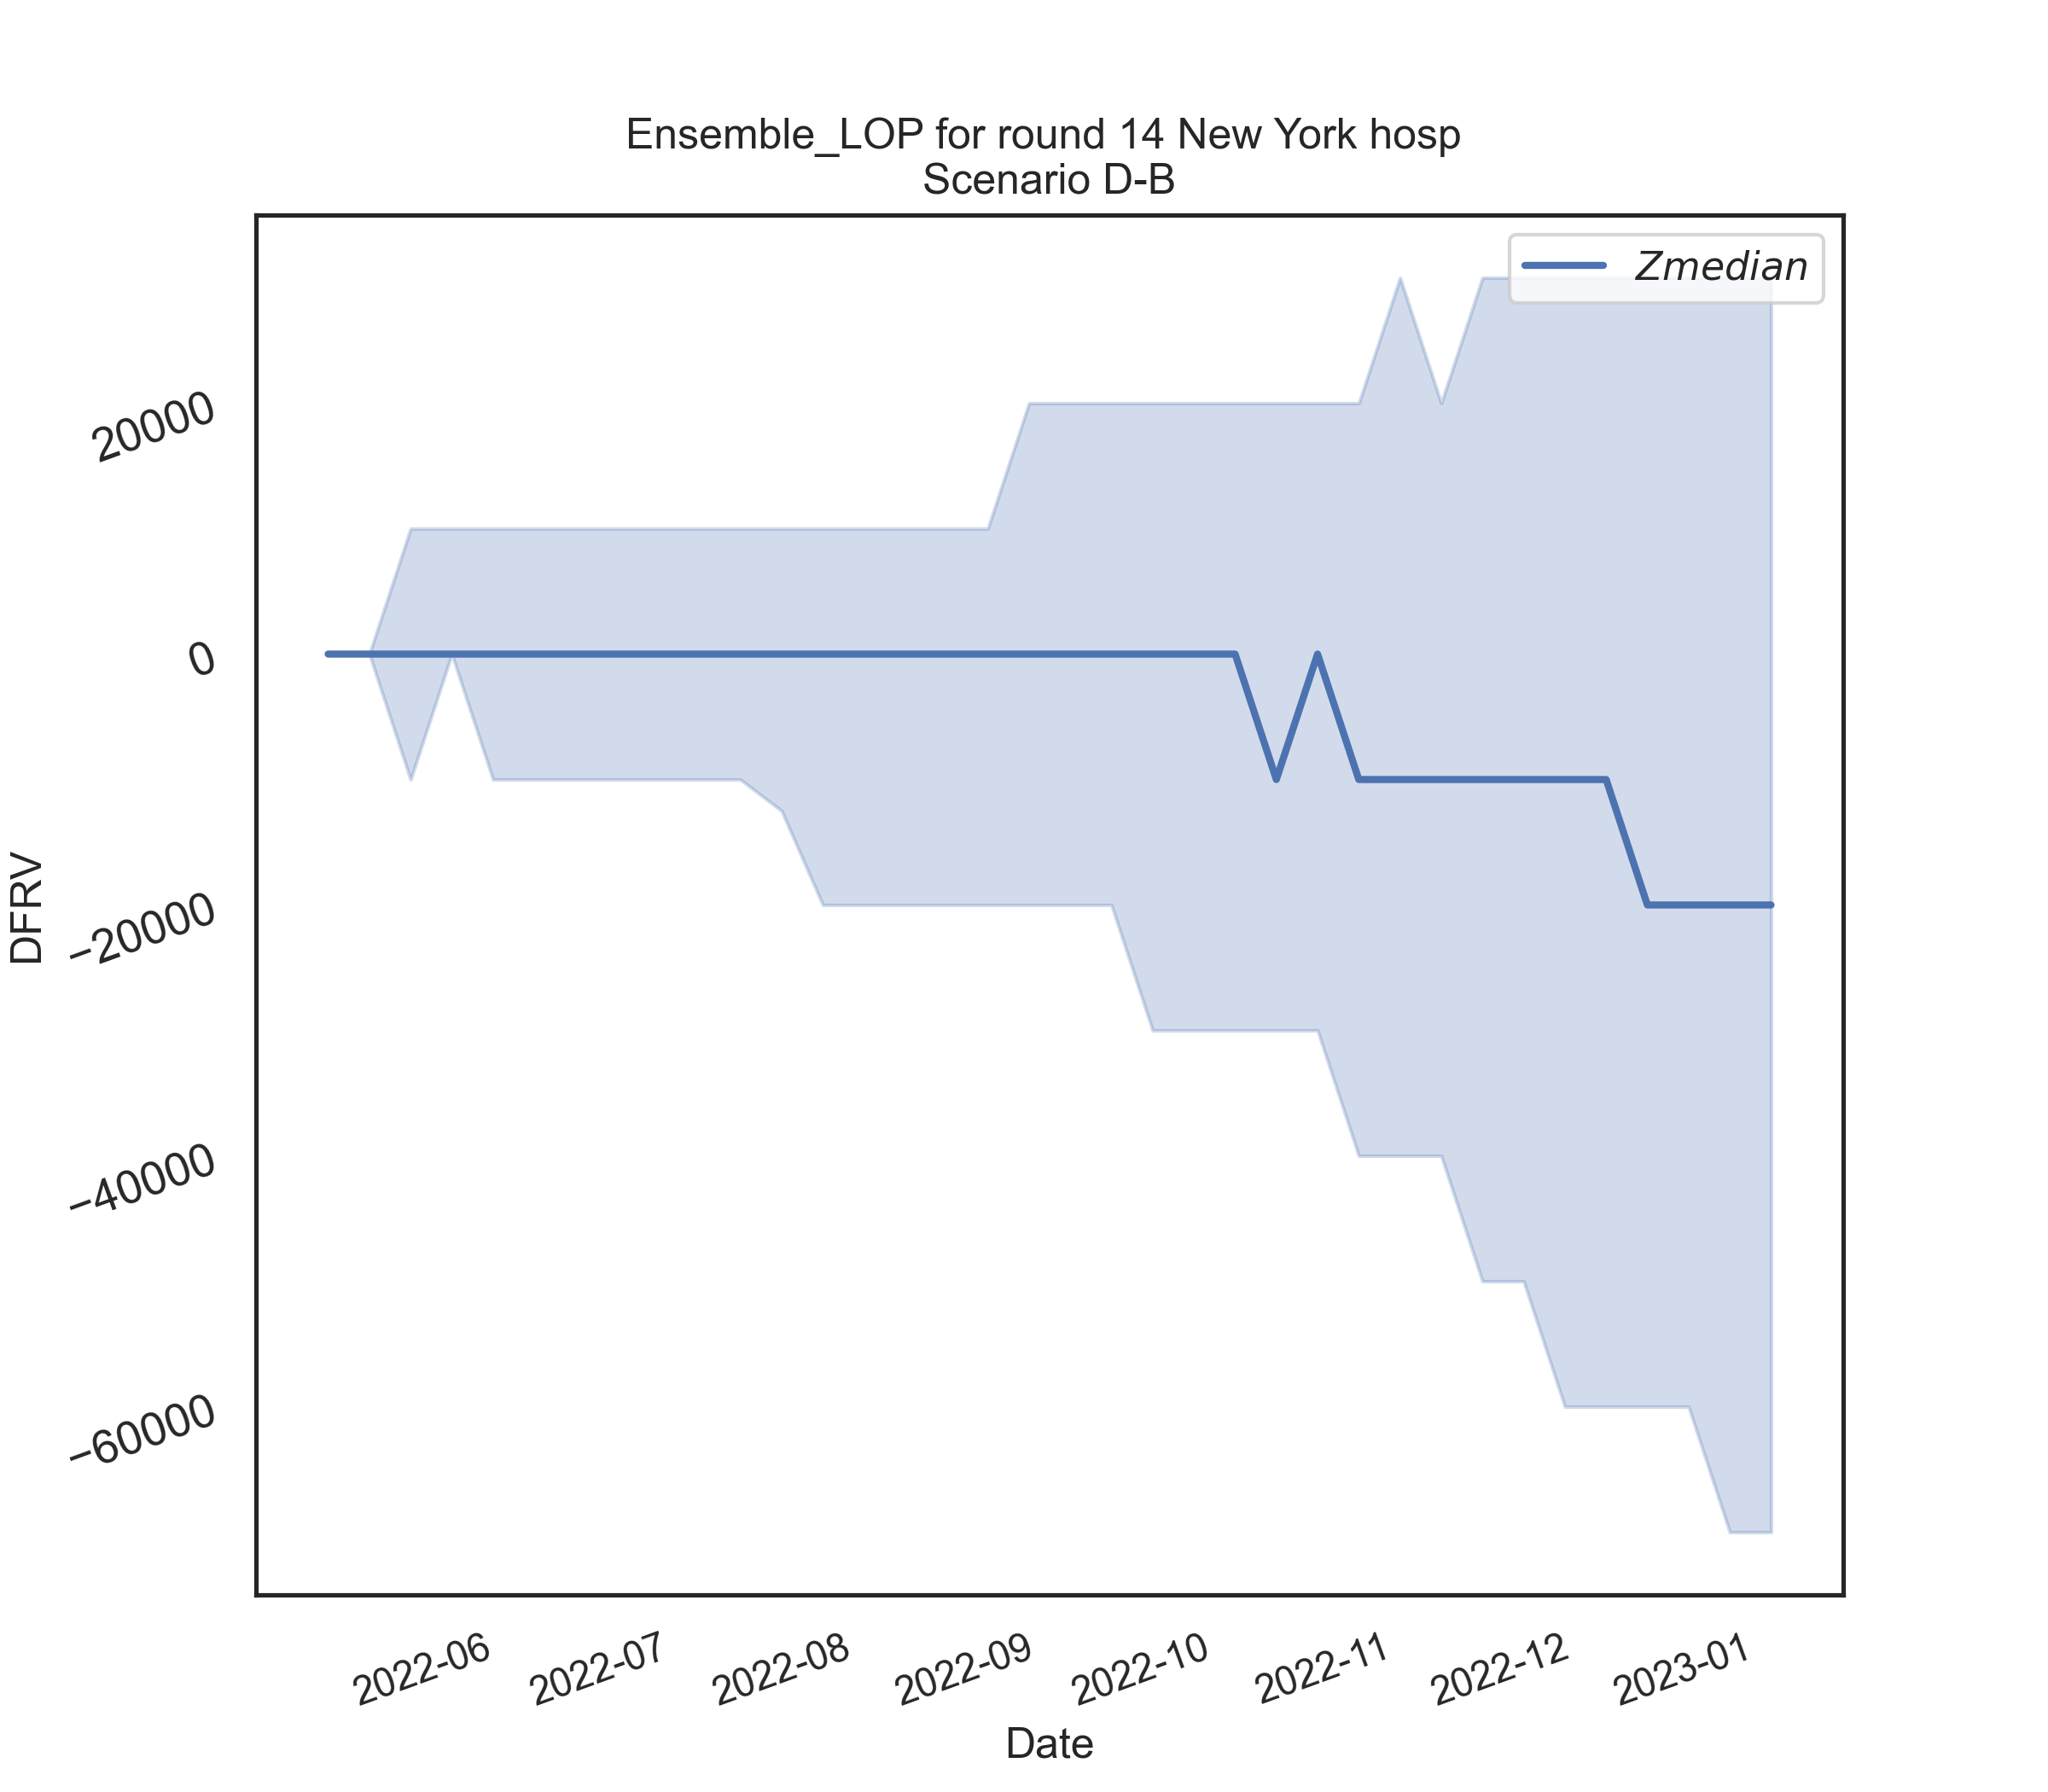 Ensemble_LOP for round 14 New York hosp
Scenario D-B
Zmedian
20000
0
−20000
−40000
−60000
DFRV
2022-06
2022-07
2022-08
2022-09
2022-10
2022-11
2022-12
2023-01
Date